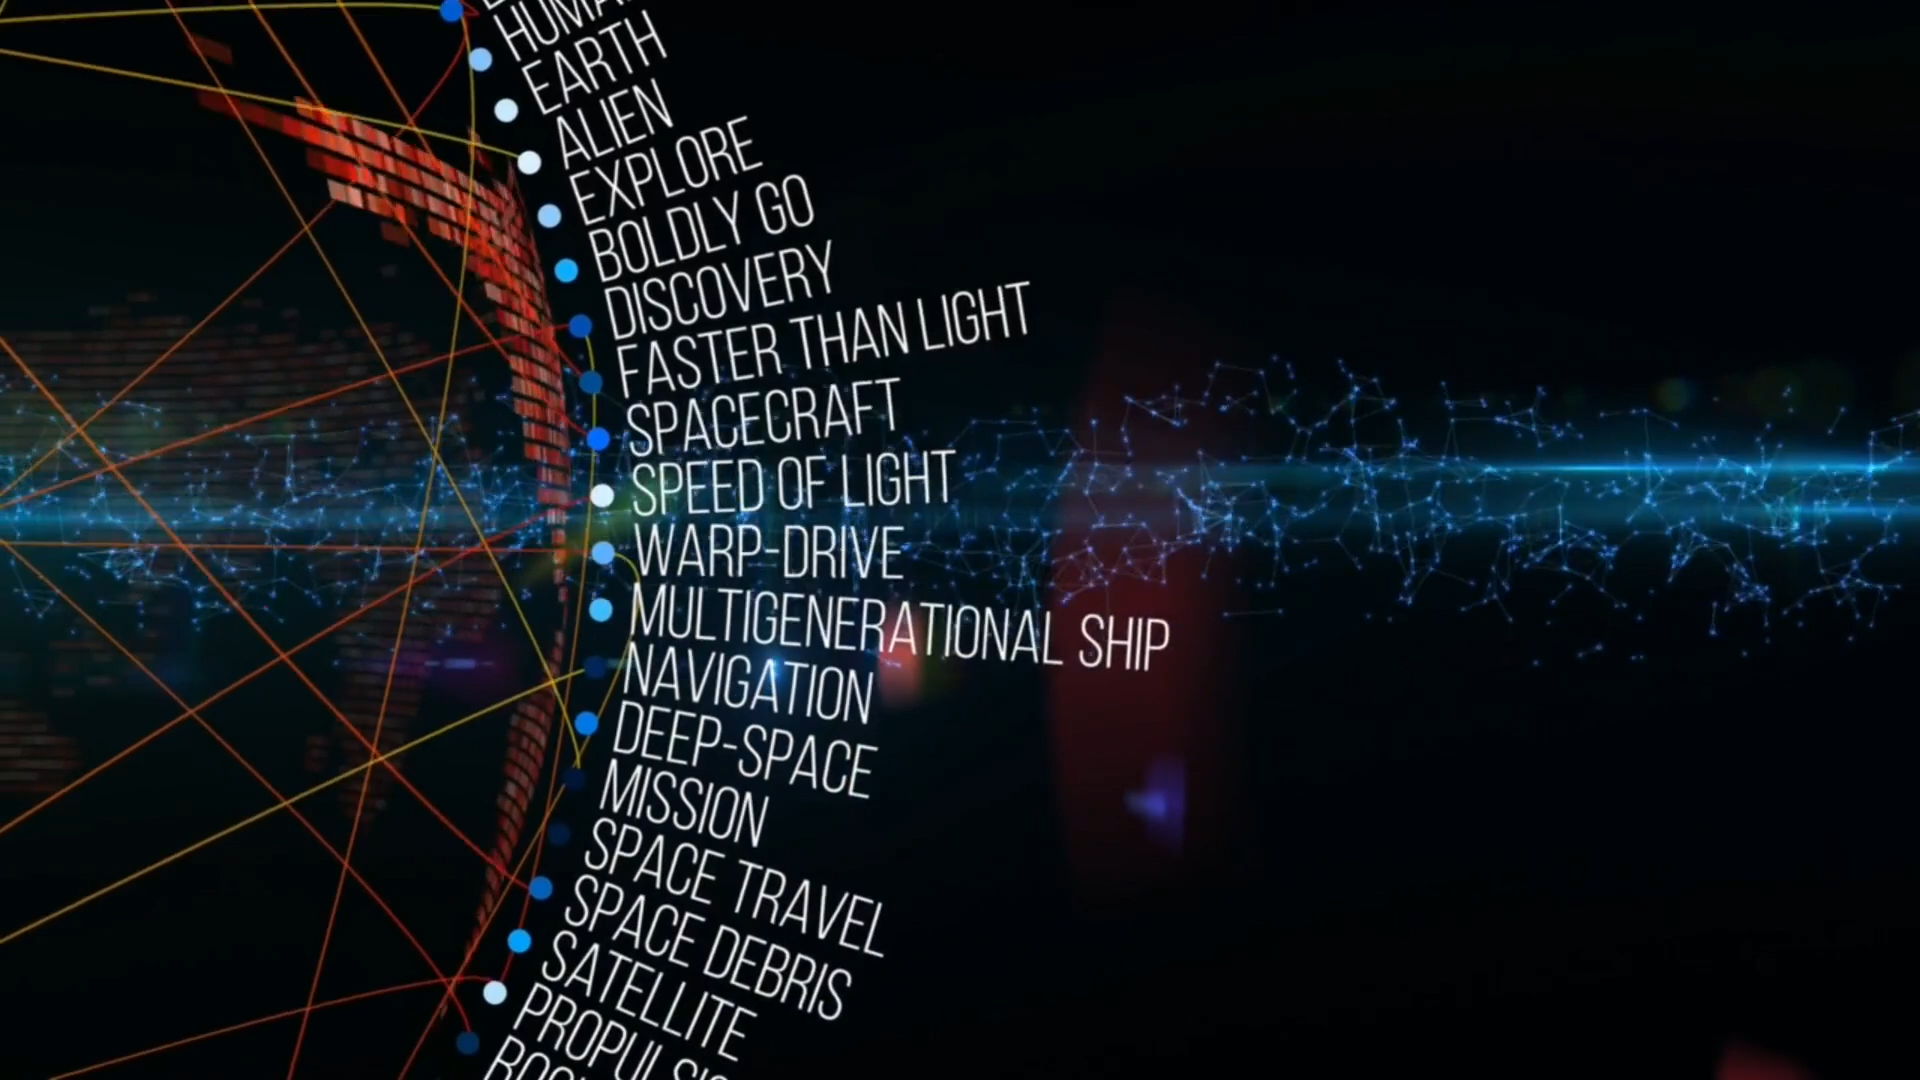 EARTH
ALIEN
EXPLORE
BOLDLY GO
DISCOVERY
FASTER THAN LIGHT
SPACECRAFT
SPEED OF LIGHT
WARP-DRIVE
MULTIGENERATIONAL SHIP
NAVIGATION
DEEP-SPACE
MISSION
SPACE TRAVEL
SPACE DEBRIS
SATELLITE